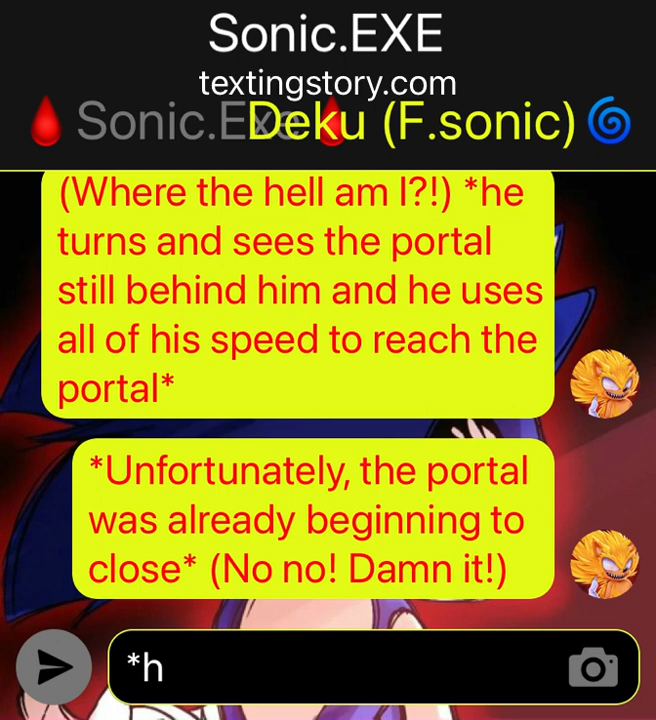 Sonic.EXE
textingstory.com
🩸Sonic.Exe🩸 Deku (F.sonic)🌀
(Where the hell am I?!) *he
turns and sees the portal
still behind him and he uses
all of his speed to reach the
portal*
*Unfortunately, the portal
was already beginning to
close* (No no! Damn it!)
*h